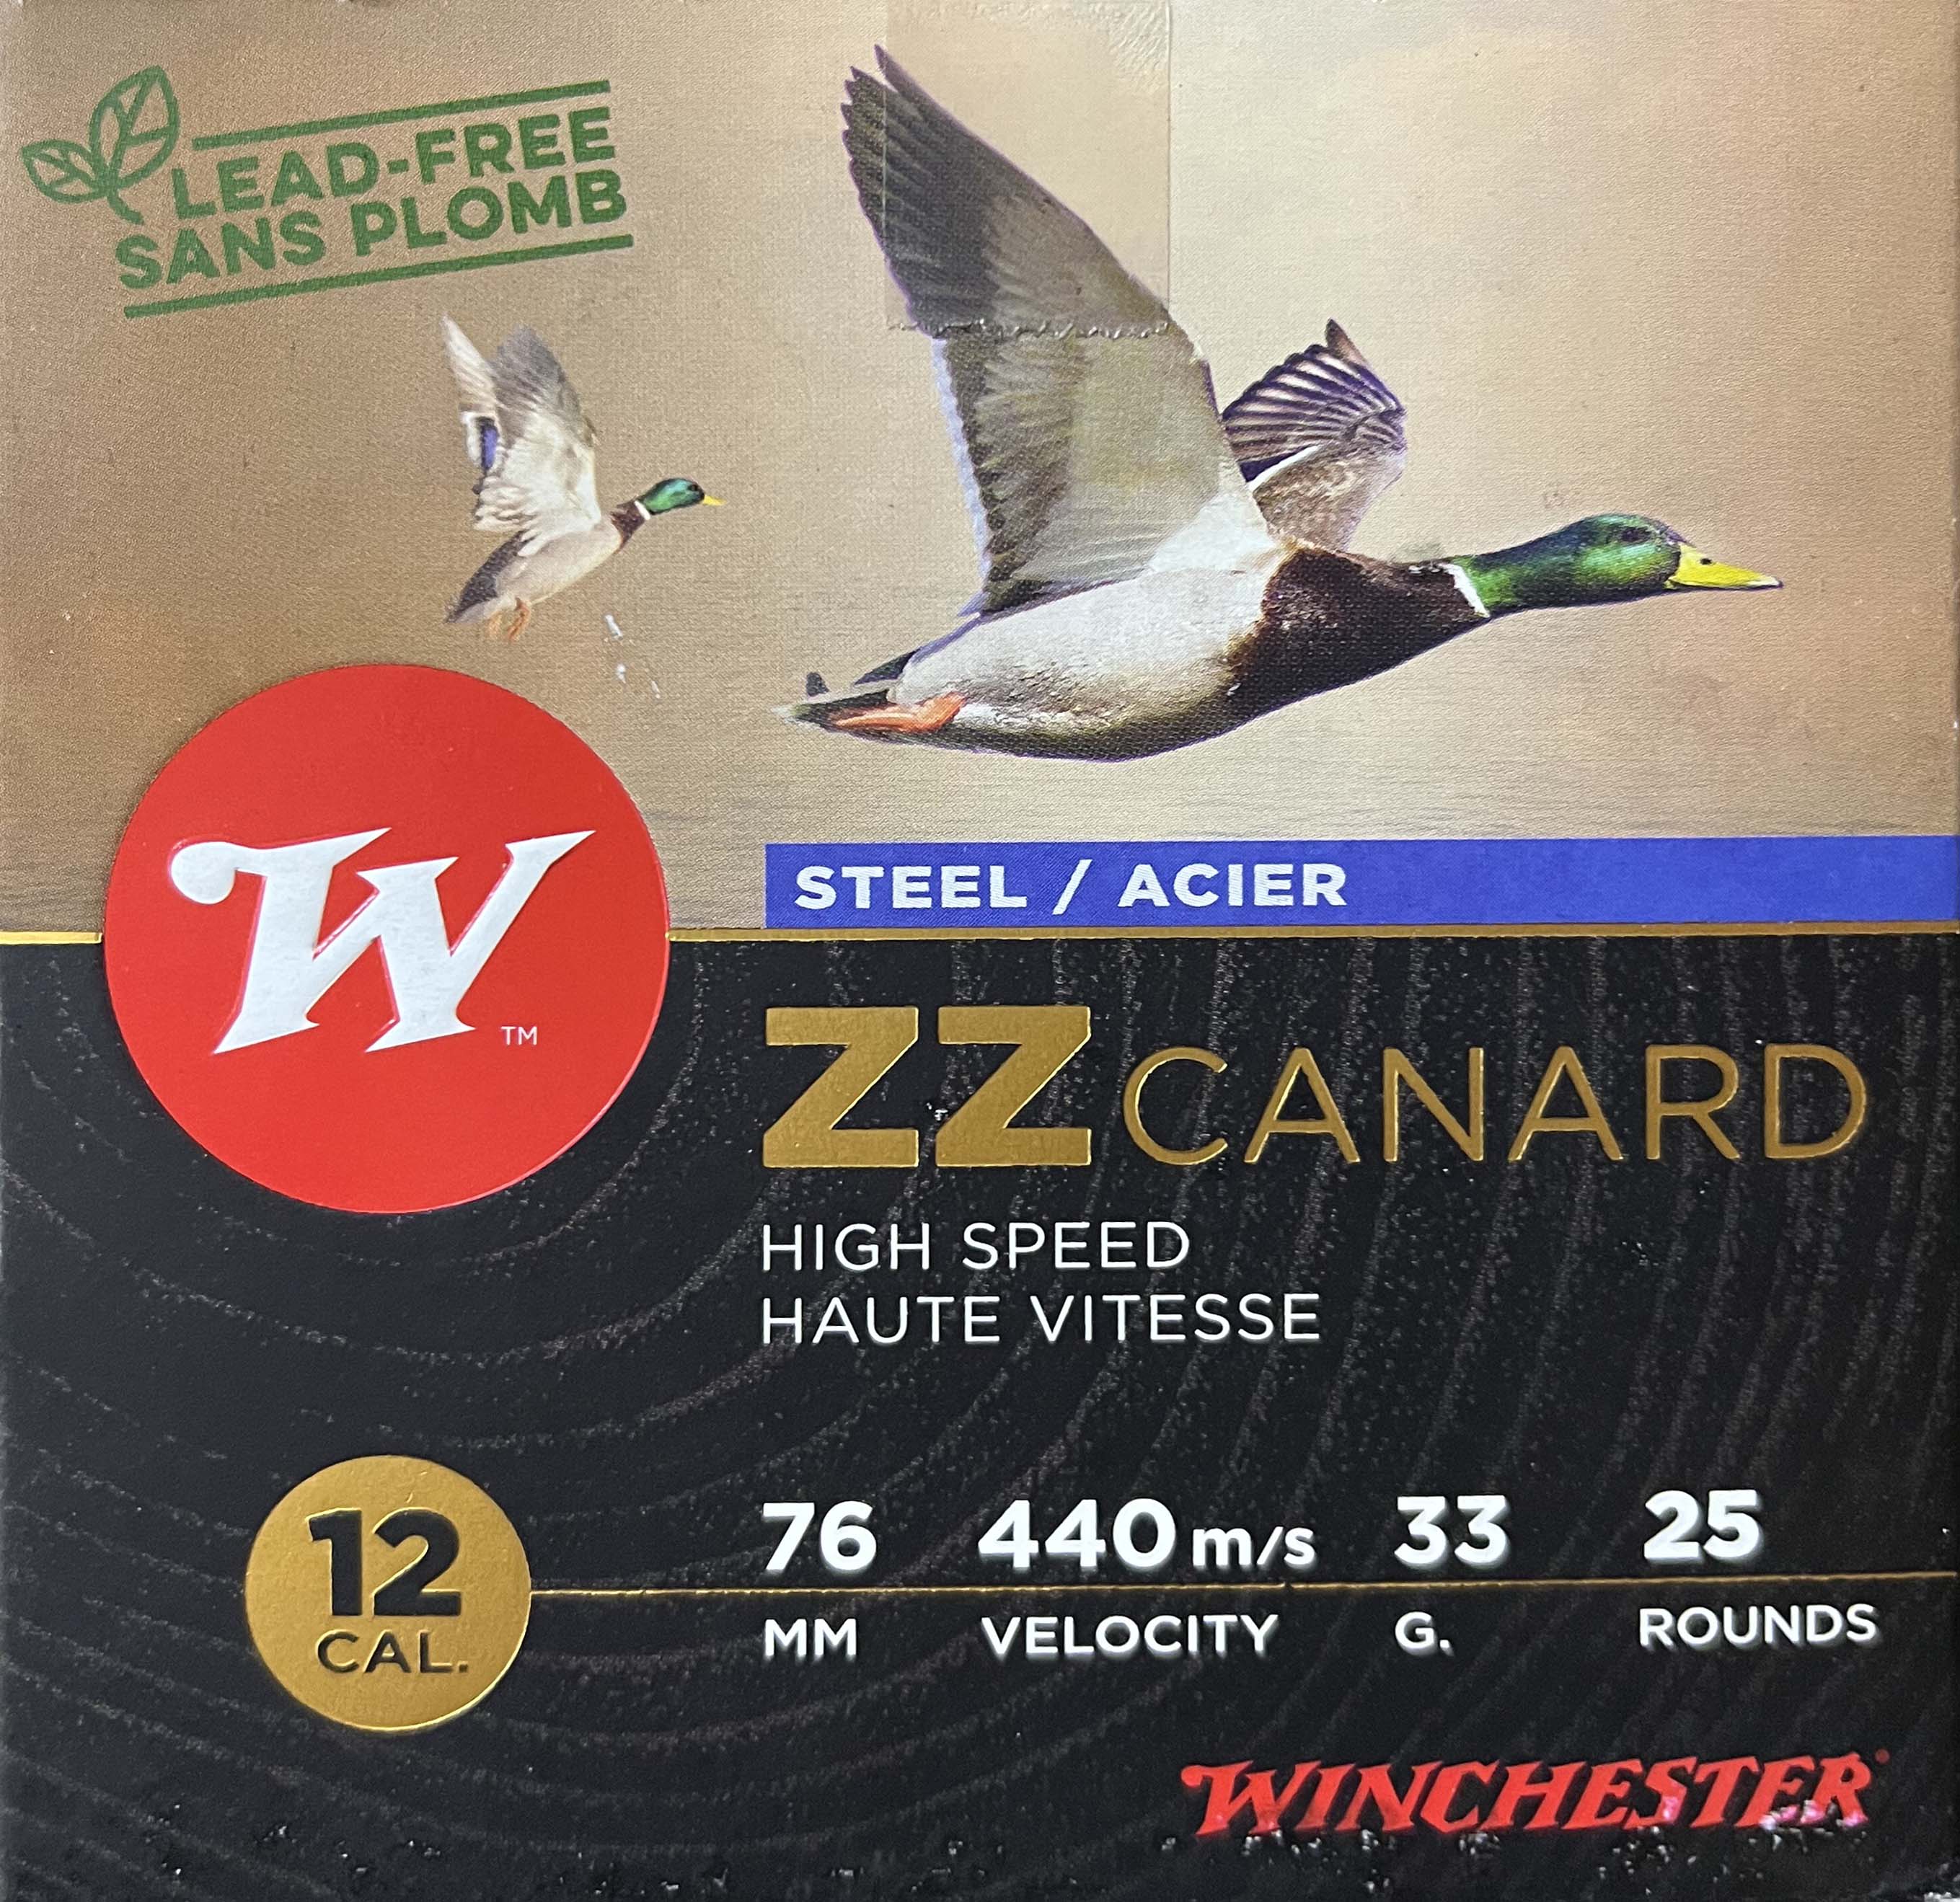 LEAD-FREE
SANS PLOMB
W TM
STEEL / ACIER
ZZ CANARD
HIGH SPEED
HAUTE VITESSE
12
CAL.
76 440 m/s 33 25
MM VELOCITY G. ROUNDS
WINCHESTER®